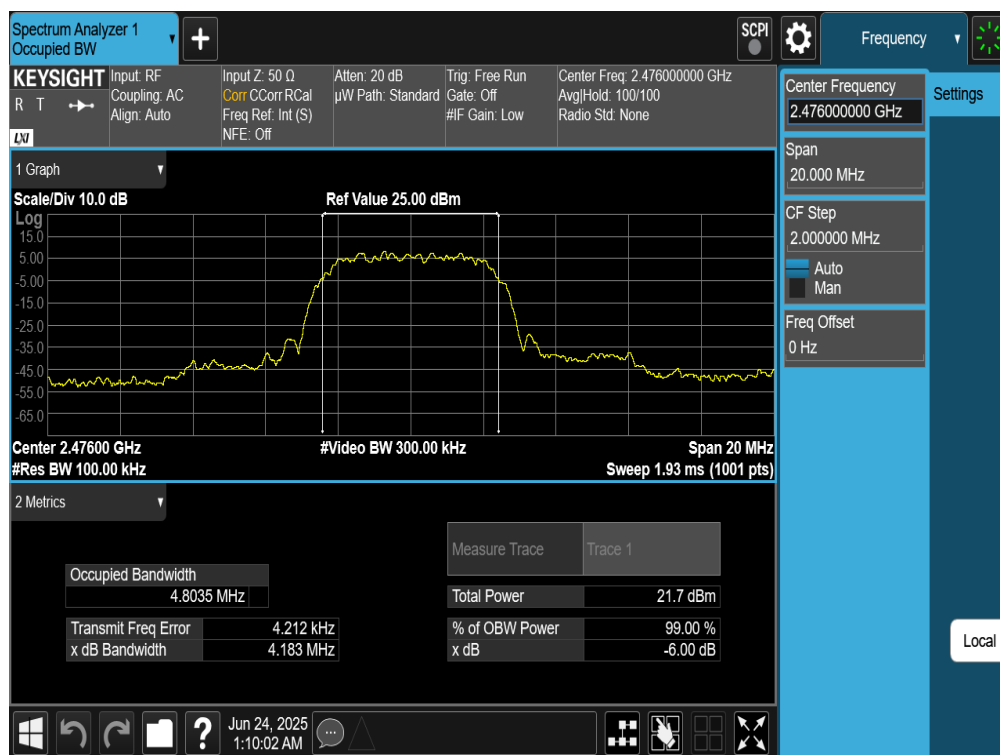 Spectrum Analyzer 1
Occupied BW
+
SCPI
Frequency
KEYSIGHT
R T
LXI
Input: RF
Coupling: AC
Align: Auto
Input Z: 50 Ω
Corr CCorr RCal
Freq Ref: Int (S)
NFE: Off
Atten: 20 dB
µW Path: Standard
Trig: Free Run
Gate: Off
#IF Gain: Low
Center Freq: 2.476000000 GHz
Avg|Hold: 100/100
Radio Std: None
Center Frequency
2.476000000 GHz
Settings
Span
20.000 MHz
CF Step
2.000000 MHz
Auto
Man
Freq Offset
0 Hz
Local
1 Graph
Scale/Div 10.0 dB
Ref Value 25.00 dBm
Log
15.0
5.00
-5.00
-15.0
-25.0
-35.0
-45.0
-55.0
-65.0
Center 2.47600 GHz
#Video BW 300.00 kHz
Span 20 MHz
#Res BW 100.00 kHz
Sweep 1.93 ms (1001 pts)
2 Metrics
Measure Trace
Trace 1
Occupied Bandwidth
4.8035 MHz
Total Power
21.7 dBm
Transmit Freq Error
4.212 kHz
% of OBW Power
99.00 %
x dB Bandwidth
4.183 MHz
x dB
-6.00 dB
?
Jun 24, 2025
1:10:02 AM